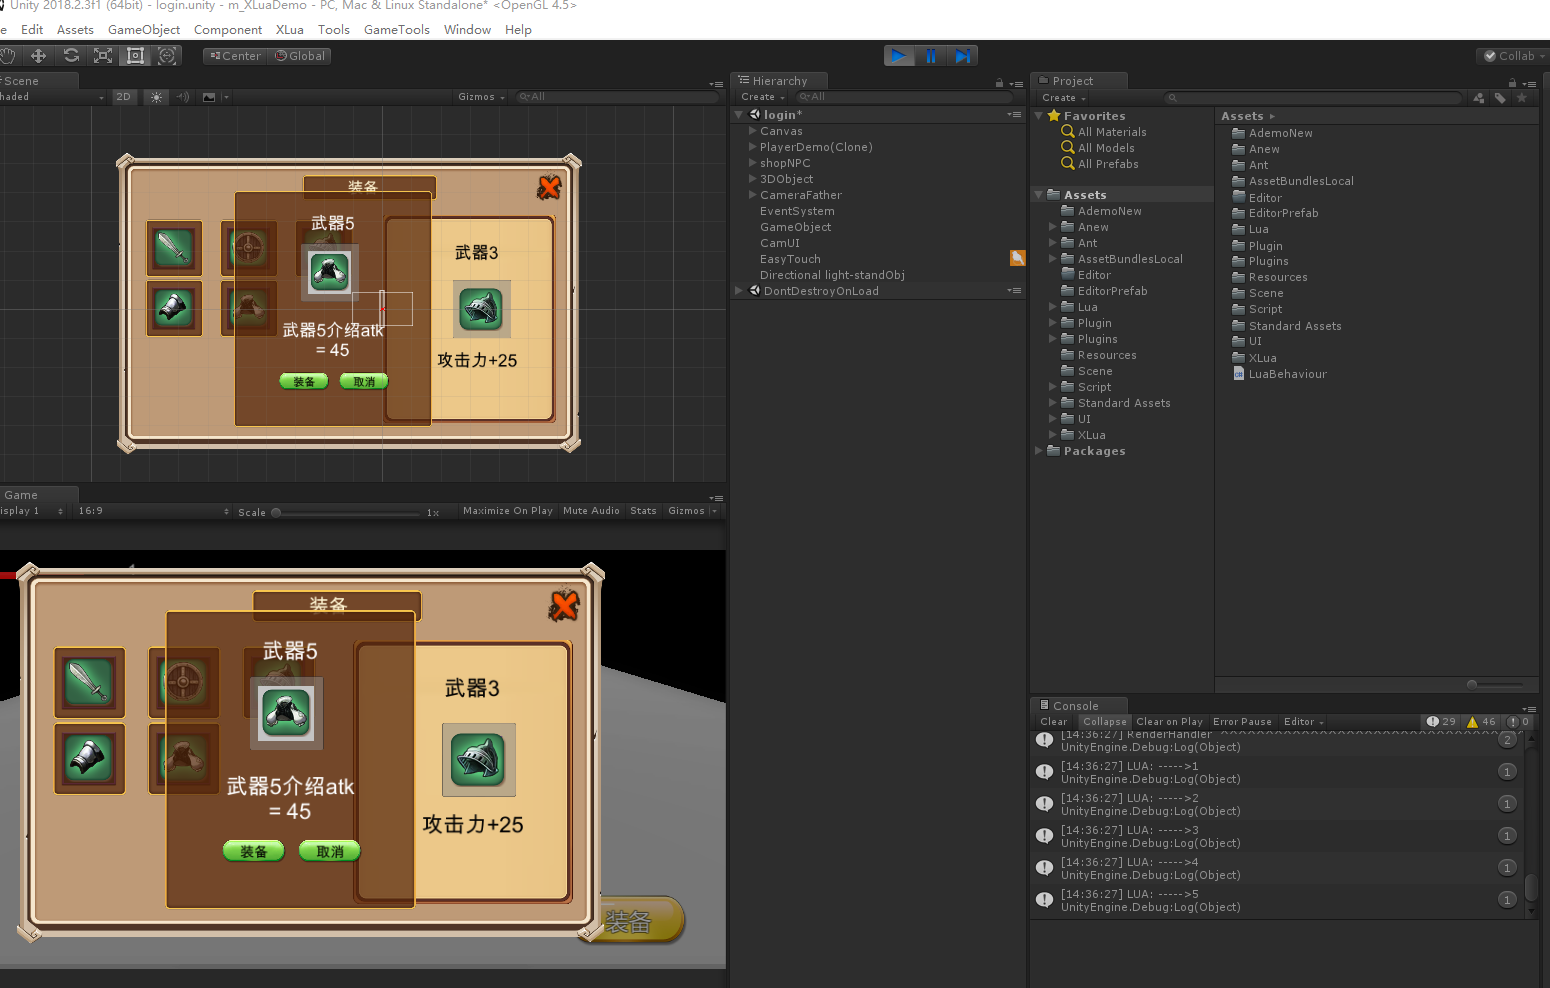 Unity 2018.2.3f1 (64bit) - login.unity - m_XLuaDemo - PC, Mac & Linux Standalone* <OpenGL 4.5>
Edit Assets GameObject Component XLua Tools GameTools Window Help
Center Global
Collab
Scene
haded 2D Gizmos All
装备
武器5
武器3
武器5介绍atk
= 45
攻击力+25
装备 取消
Game
isplay 1 16:9 Scale 1x Maximize On Play Mute Audio Stats Gizmos
装备
武器5
武器3
武器5介绍atk
= 45
攻击力+25
装备 取消
装备
Hierarchy
Create All
login*
Canvas
PlayerDemo(Clone)
shopNPC
3DObject
CameraFather
EventSystem
GameObject
CamUI
EasyTouch
Directional light-standObj
DontDestroyOnLoad
Project
Create
Favorites
All Materials
All Models
All Prefabs
Assets
AdemoNew
Anew
Ant
AssetBundlesLocal
Editor
EditorPrefab
Lua
Plugin
Plugins
Resources
Scene
Script
Standard Assets
UI
XLua
Packages
Assets
AdemoNew
Anew
Ant
AssetBundlesLocal
Editor
EditorPrefab
Lua
Plugin
Plugins
Resources
Scene
Script
Standard Assets
UI
XLua
LuaBehaviour
Console
Clear Collapse Clear on Play Error Pause Editor 29 46 0
[14:36:27] RenderHandler 2
UnityEngine.Debug:Log(Object)
[14:36:27] LUA: ----->1 1
UnityEngine.Debug:Log(Object)
[14:36:27] LUA: ----->2 1
UnityEngine.Debug:Log(Object)
[14:36:27] LUA: ----->3 1
UnityEngine.Debug:Log(Object)
[14:36:27] LUA: ----->4 1
UnityEngine.Debug:Log(Object)
[14:36:27] LUA: ----->5 1
UnityEngine.Debug:Log(Object)